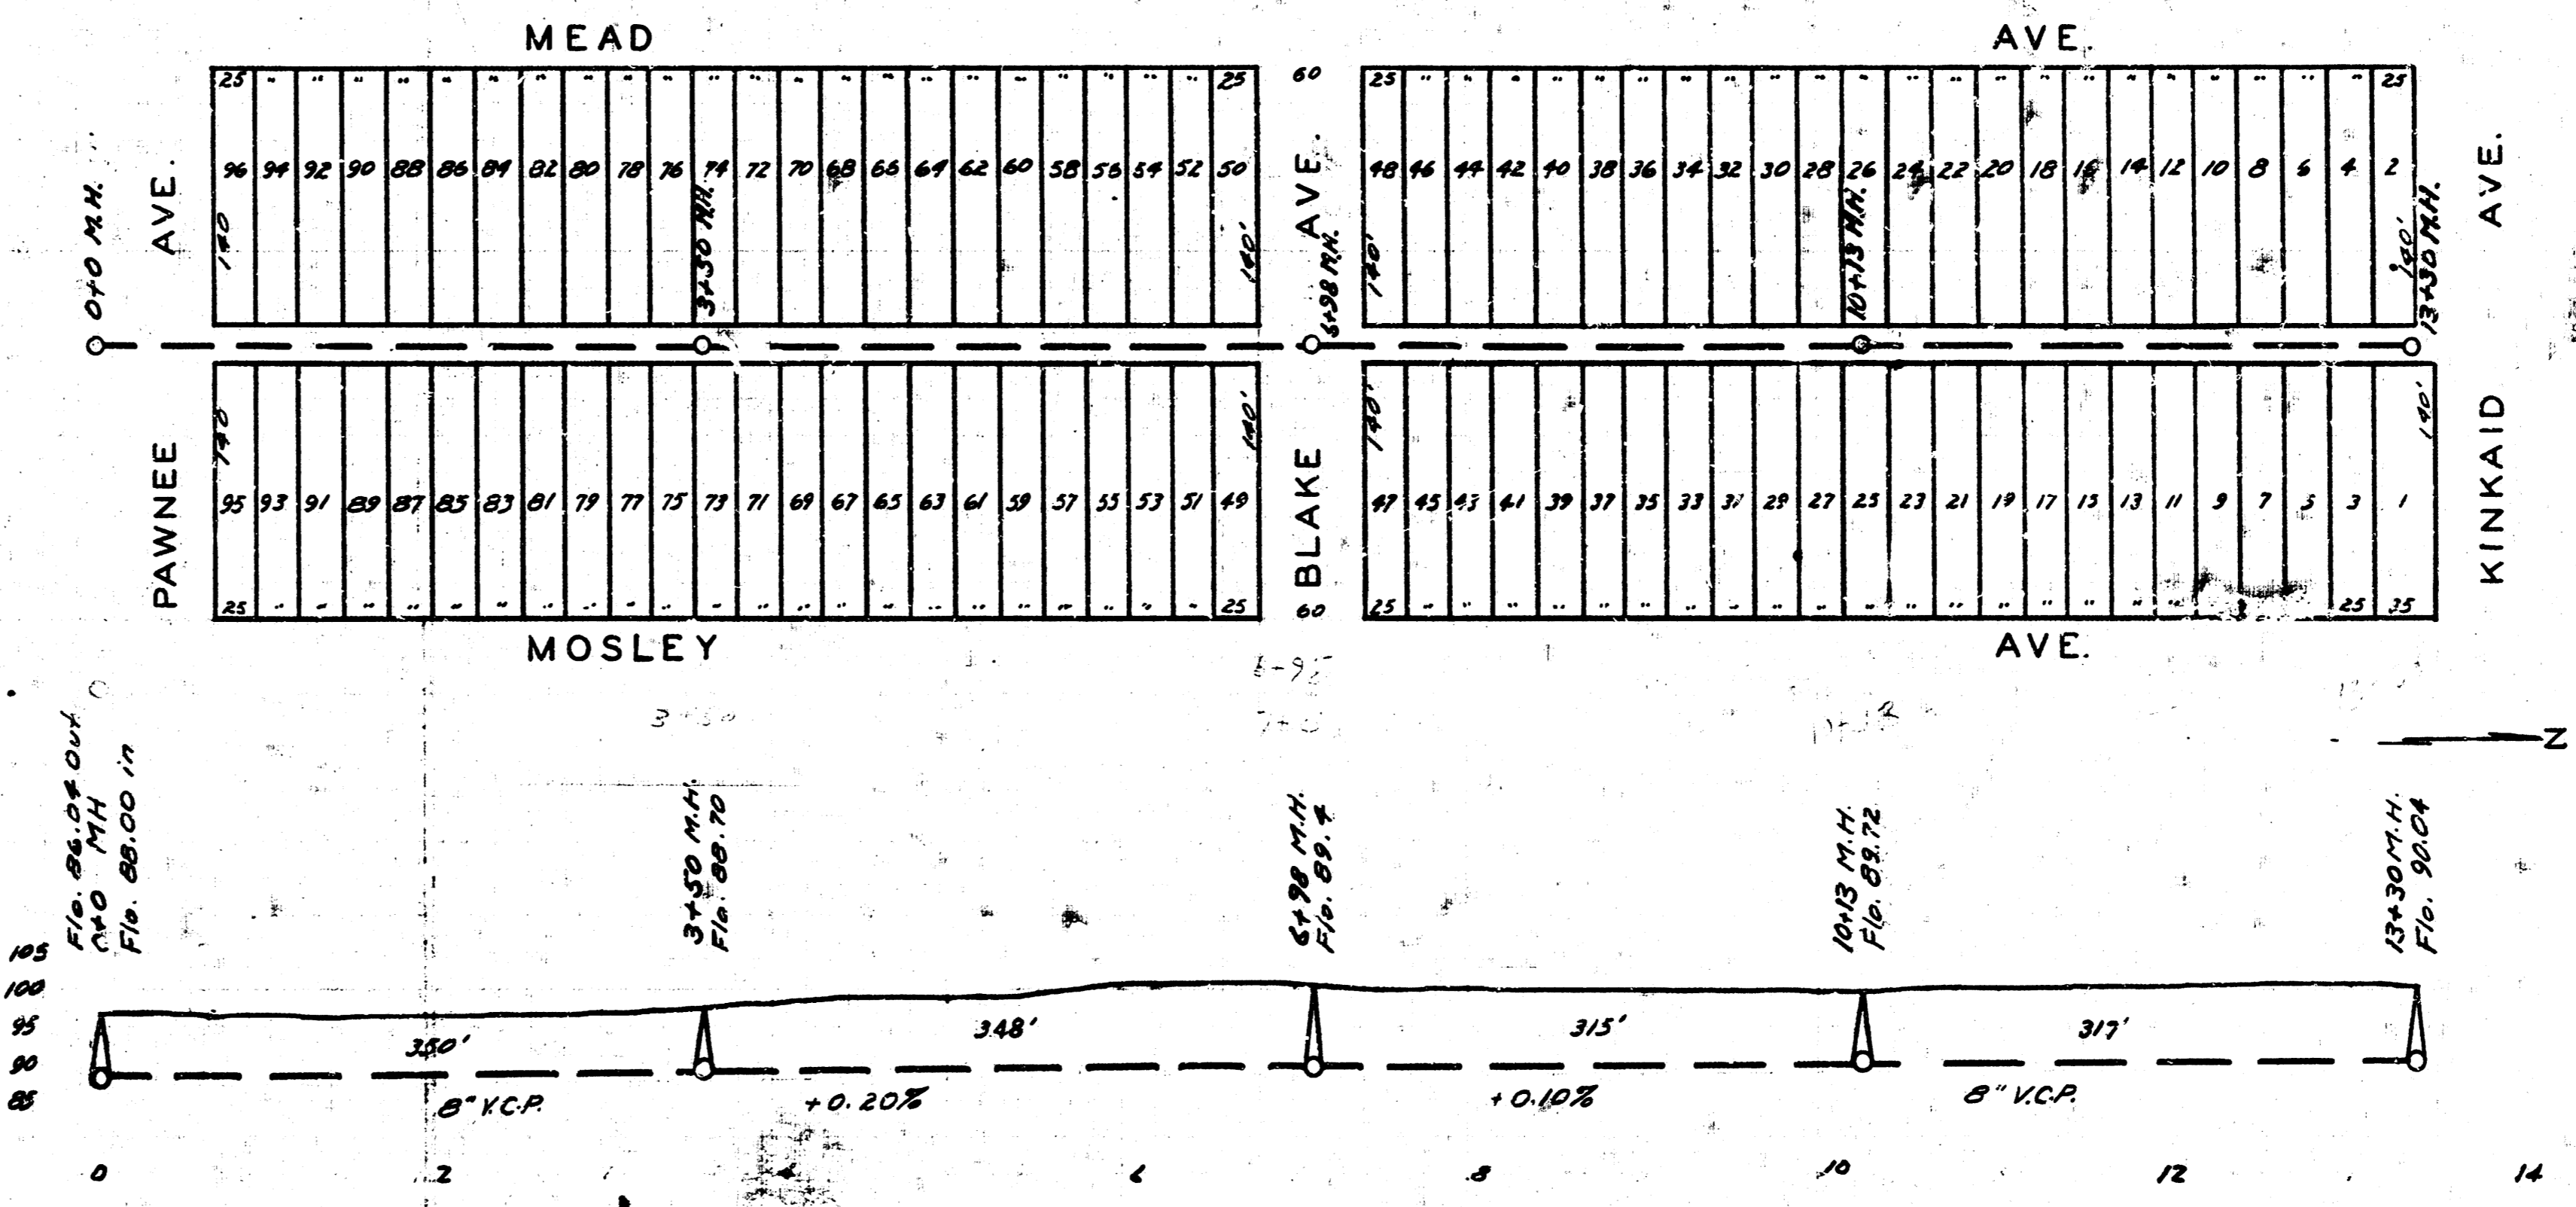 MEAD AVE.
25 " " " " " " " " " " " " " " " " " " " " " " 25 60 25 " " " " " " " " " " " " " " " " " " " " " " 25
96 94 92 90 88 86 84 82 80 78 76 74 72 70 68 66 64 62 60 58 56 54 52 50
48 46 44 42 40 38 36 34 32 30 28 26 24 22 20 18 16 14 12 10 8 6 4 2
140 140' 140' 140'
0+0 M.H.
3+50 M.H.
6+98 M.H.
10+13 M.H.
13+30 M.H.
PAWNEE AVE.
BLAKE AVE.
KINKAID AVE.
140 140' 140' 140'
95 93 91 89 87 85 83 81 79 77 75 73 71 69 67 65 63 61 59 57 55 53 51 49
47 45 43 41 39 37 35 33 31 29 27 25 23 21 19 17 15 13 11 9 7 5 3 1
25 " " " " " " " " " " " " " " " " " " " " " " 25 60 25 " " " " " " " " " " " " " " " " " 25 35
MOSLEY AVE.
N
Flo. 86.04 Out
0+0 MH
Flo. 88.00 in
3+50 M.H.
Flo. 88.70
6+98 M.H.
Flo. 89.4
10+13 M.H.
Flo. 89.72
13+30 M.H.
Flo. 90.04
105
100
95
90
85
350' 348' 315' 317'
8" V.C.P. +0.20% +0.10% 8" V.C.P.
0 2 4 6 8 10 12 14